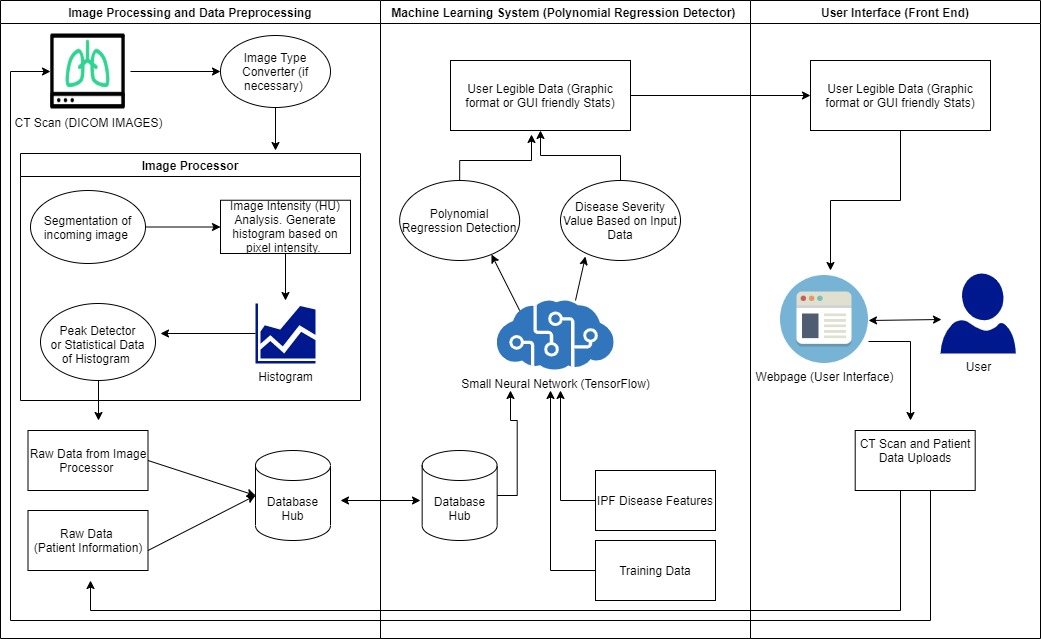 Image Processing and Data Preprocessing
Machine Learning System (Polynomial Regression Detector)
User Interface (Front End)
CT Scan (DICOM IMAGES)
Image Type
Converter (if
necessary)
Image Processor
Segmentation of
incoming image
Image Intensity (HU)
Analysis. Generate
histogram based on
pixel intensity.
Peak Detector
or Statistical Data
of Histogram
Histogram
Raw Data from Image
Processor
Raw Data
(Patient Information)
Database
Hub
User Legible Data (Graphic
format or GUI friendly Stats)
Polynomial
Regression Detection
Disease Severity
Value Based on Input
Data
Small Neural Network (TensorFlow)
Database
Hub
IPF Disease Features
Training Data
User Legible Data (Graphic
format or GUI friendly Stats)
Webpage (User Interface)
User
CT Scan and Patient
Data Uploads